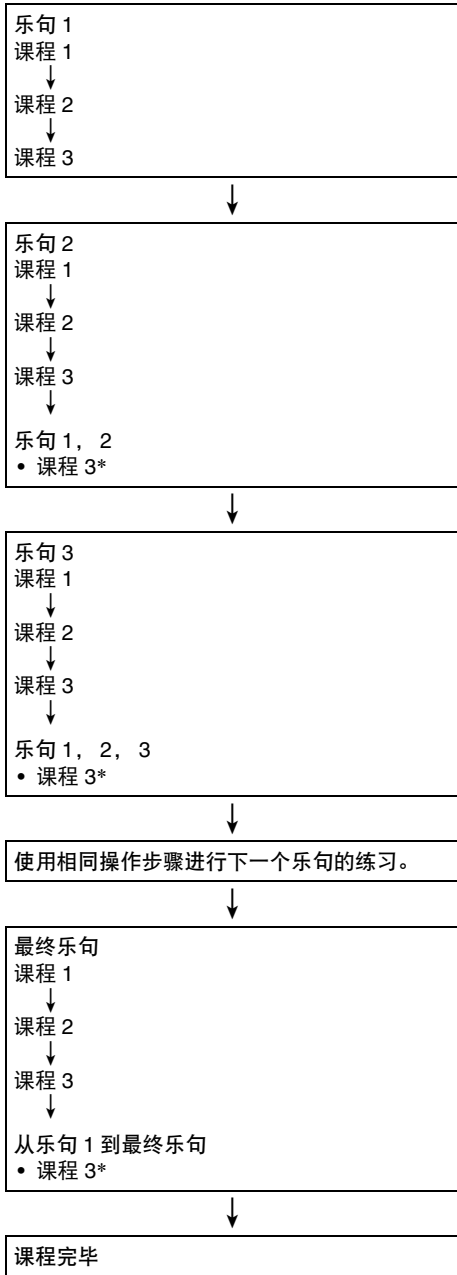 乐句 1
课程 1
↓
课程 2
↓
课程 3
↓
乐句 2
课程 1
↓
课程 2
↓
课程 3
↓
乐句 1， 2
• 课程 3*
↓
乐句 3
课程 1
↓
课程 2
↓
课程 3
↓
乐句 1， 2， 3
• 课程 3*
↓
使用相同操作步骤进行下一个乐句的练习。
↓
最终乐句
课程 1
↓
课程 2
↓
课程 3
↓
从乐句 1 到最终乐句
• 课程 3*
↓
课程完毕